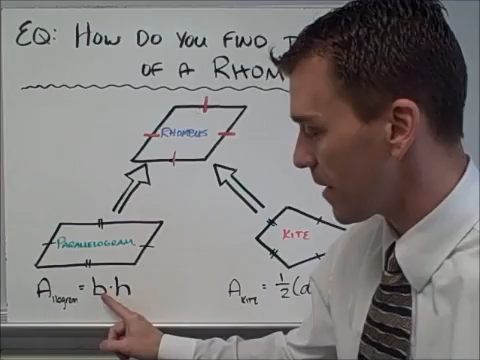 EQ: HOW DO YOU FIND
OF A RHOM
RHOMBUS
PARALLELOGRAM
KITE
A llogram = b·h
A KITE = 1/2 (d